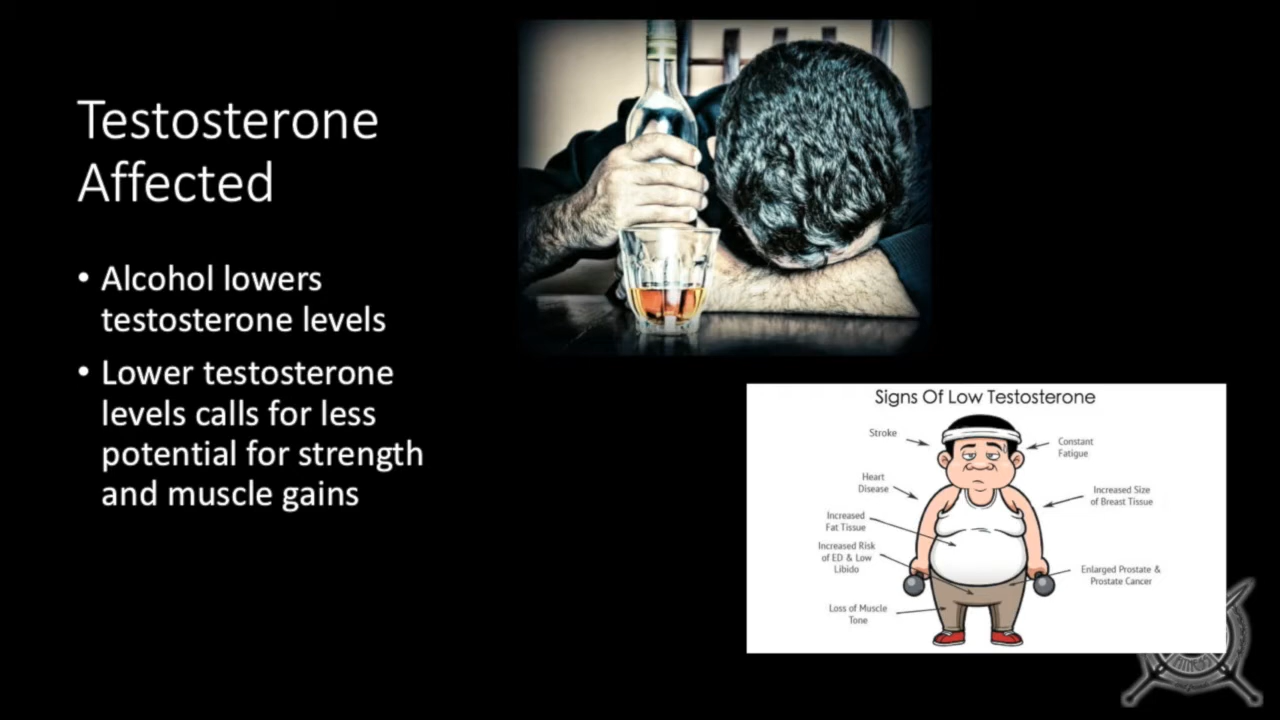 Testosterone
Affected
• Alcohol lowers
testosterone levels
• Lower testosterone
levels calls for less
potential for strength
and muscle gains
Signs Of Low Testosterone
Stroke
Constant
Fatigue
Heart
Disease
Increased Size
of Breast Tissue
Increased
Fat Tissue
Increased Risk
of ED & Low
Libido
Enlarged Prostate &
Prostate Cancer
Loss of Muscle
Tone